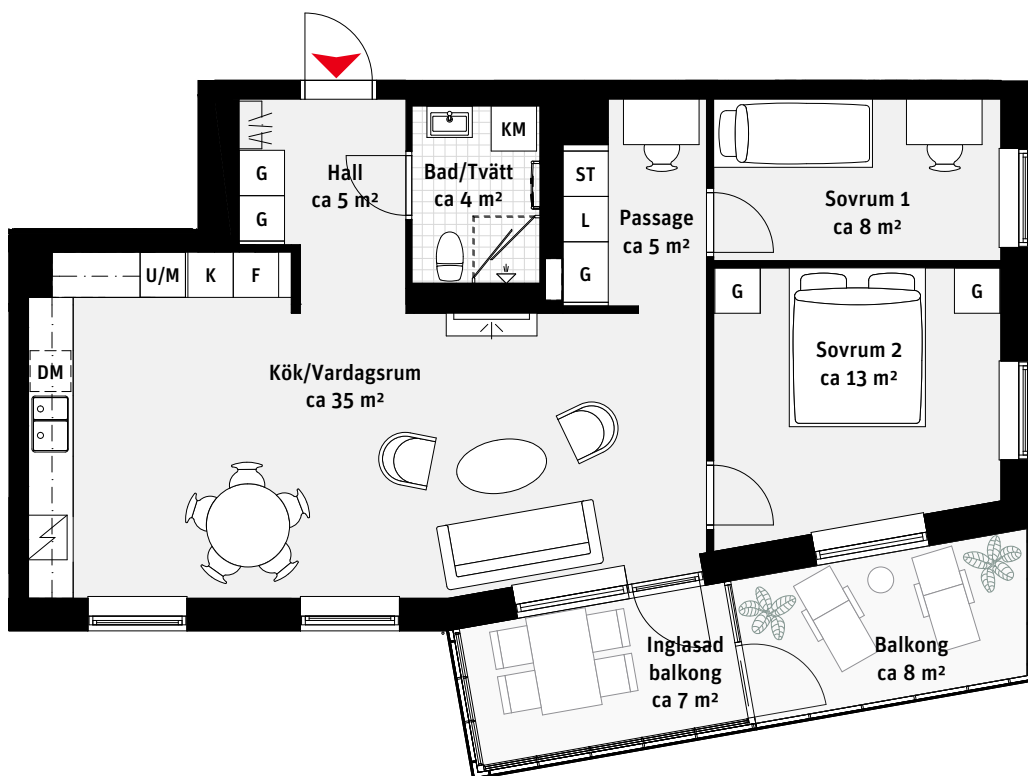 KM
G
Hall
ca 5 m²
G
Bad/Tvätt
ca 4 m²
ST
L
G
Passage
ca 5 m²
Sovrum 1
ca 8 m²
U/M
K
F
G
G
Sovrum 2
ca 13 m²
DM
Kök/Vardagsrum
ca 35 m²
Inglasad
balkong
ca 7 m²
Balkong
ca 8 m²